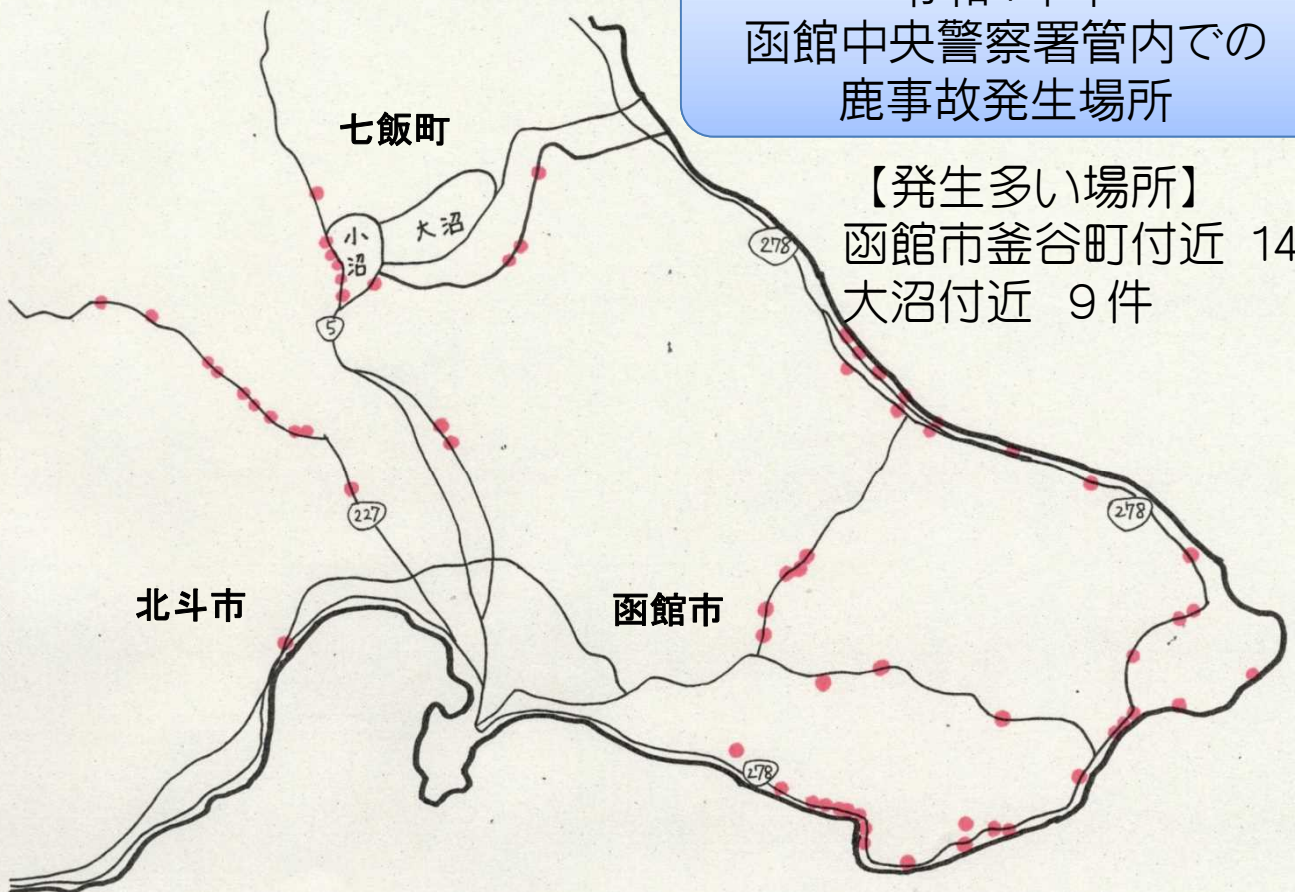 函館中央警察署管内での
鹿事故発生場所
七飯町
【発生多い場所】
函館市釜谷町付近 14
大沼付近 9件
小沼
大沼
278
5
227
278
北斗市
函館市
278